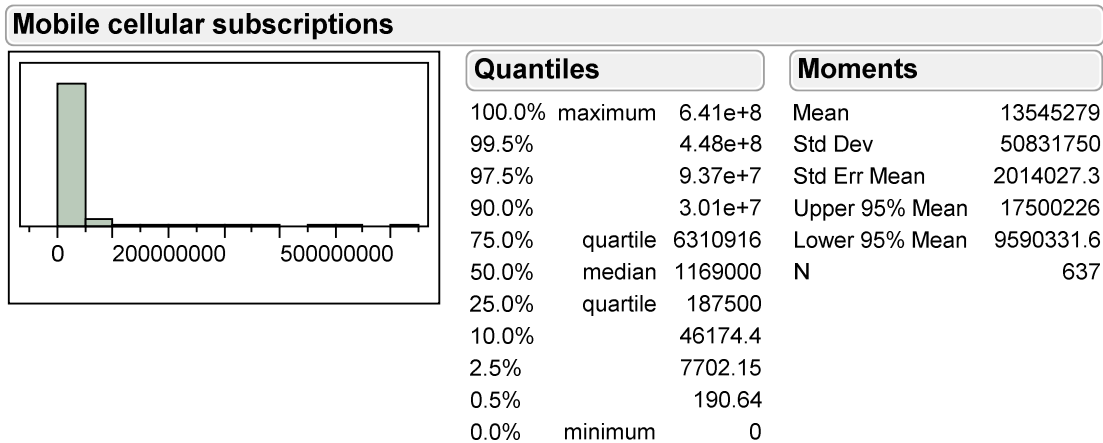 Mobile cellular subscriptions
0 200000000 500000000
Quantiles
100.0% maximum 6.41e+8
99.5% 4.48e+8
97.5% 9.37e+7
90.0% 3.01e+7
75.0% quartile 6310916
50.0% median 1169000
25.0% quartile 187500
10.0% 46174.4
2.5% 7702.15
0.5% 190.64
0.0% minimum 0
Moments
Mean 13545279
Std Dev 50831750
Std Err Mean 2014027.3
Upper 95% Mean 17500226
Lower 95% Mean 9590331.6
N 637